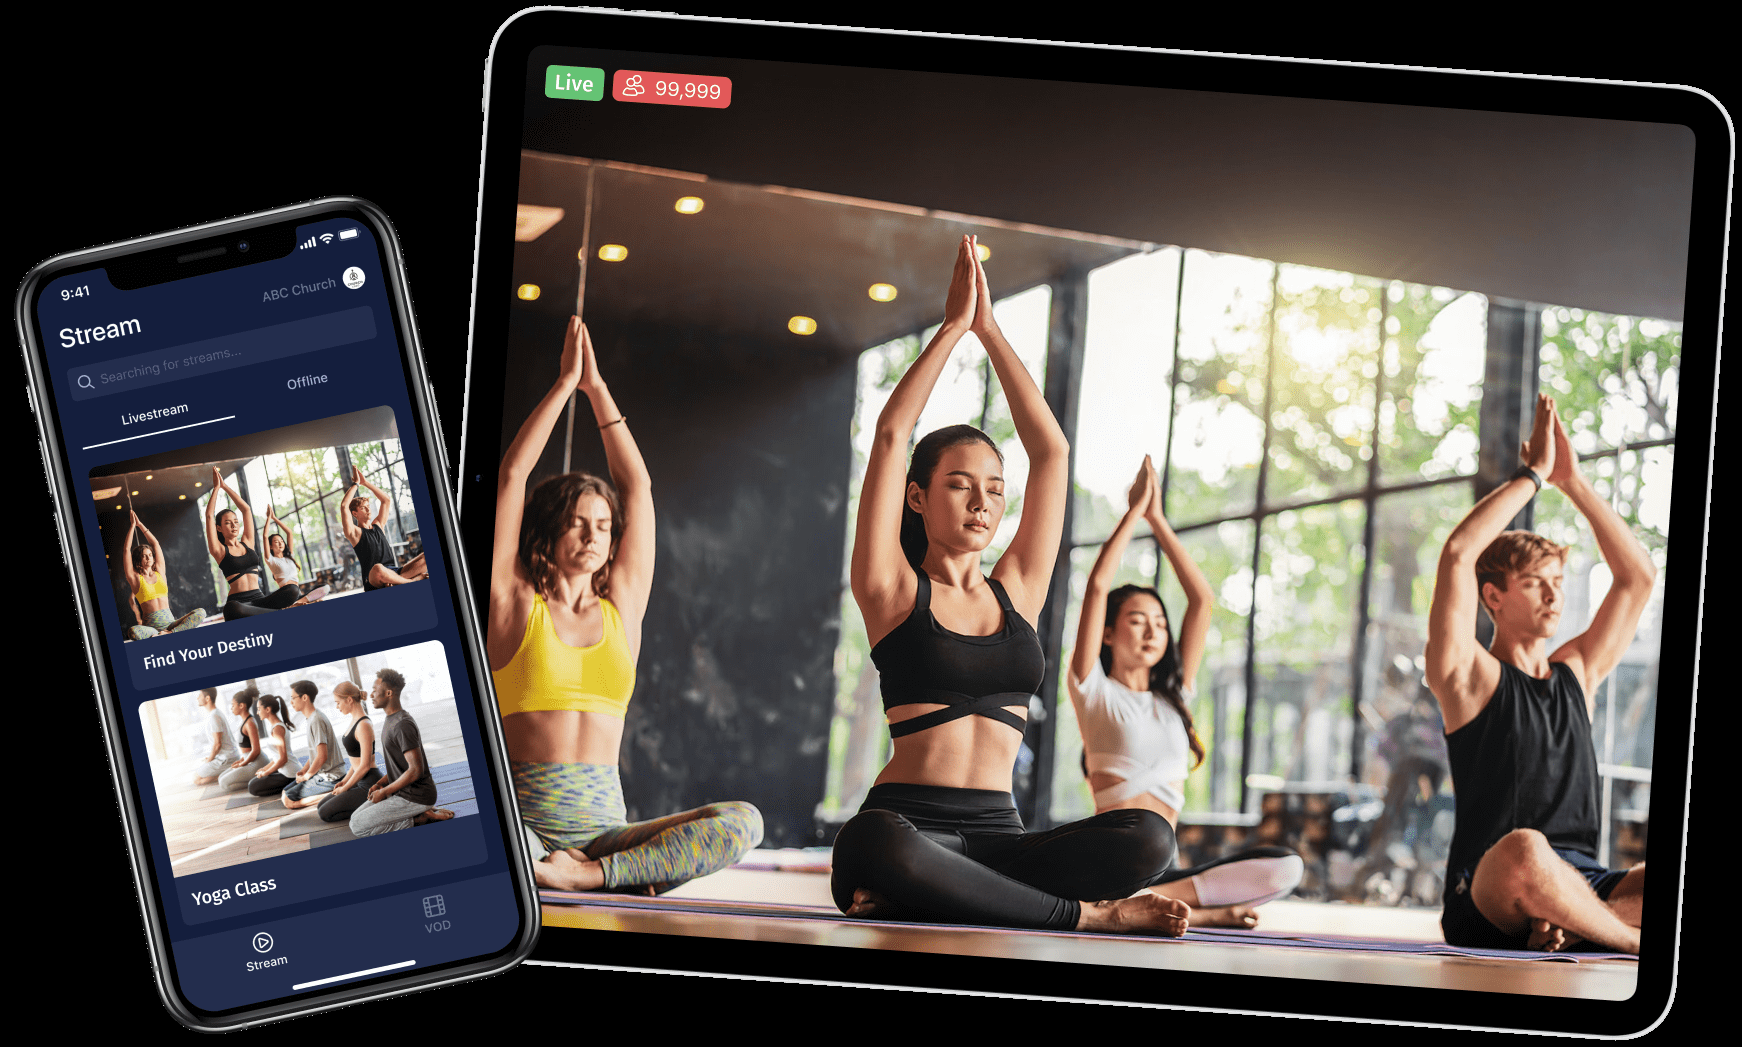 Live
99,999
9:41
ABC Church
Stream
Searching for streams...
Livestream
Offline
Find Your Destiny
Yoga Class
Stream
VOD